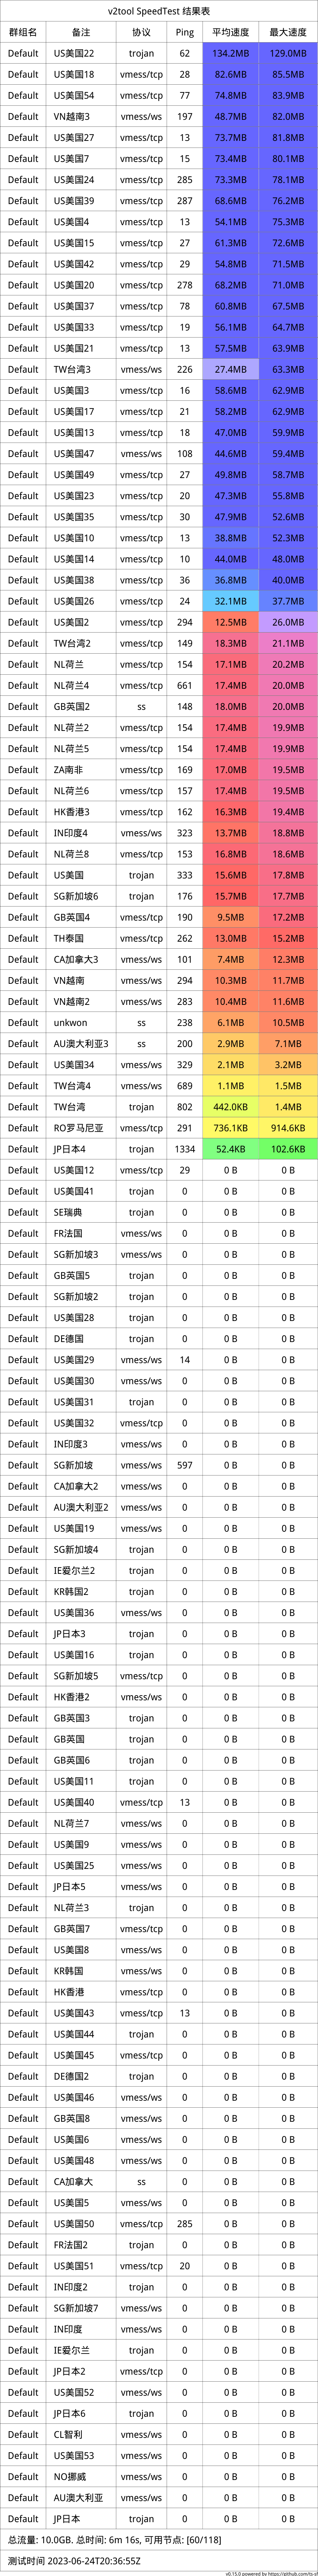 v2tool SpeedTest 结果表
群组名 备注 协议 Ping 平均速度 最大速度
Default US美国22 trojan 62 134.2MB 129.0MB
Default US美国18 vmess/tcp 28 82.6MB 85.5MB
Default US美国54 vmess/tcp 77 74.8MB 83.9MB
Default VN越南3 vmess/ws 197 48.7MB 82.0MB
Default US美国27 vmess/tcp 13 73.7MB 81.8MB
Default US美国7 vmess/tcp 15 73.4MB 80.1MB
Default US美国24 vmess/tcp 285 73.3MB 78.1MB
Default US美国39 vmess/tcp 287 68.6MB 76.2MB
Default US美国4 vmess/tcp 13 54.1MB 75.3MB
Default US美国15 vmess/tcp 27 61.3MB 72.6MB
Default US美国42 vmess/tcp 29 54.8MB 71.5MB
Default US美国20 vmess/tcp 278 68.2MB 71.0MB
Default US美国37 vmess/tcp 78 60.8MB 67.5MB
Default US美国33 vmess/tcp 19 56.1MB 64.7MB
Default US美国21 vmess/tcp 13 57.5MB 63.9MB
Default TW台湾3 vmess/ws 226 27.4MB 63.3MB
Default US美国3 vmess/tcp 16 58.6MB 62.9MB
Default US美国17 vmess/tcp 21 58.2MB 62.9MB
Default US美国13 vmess/tcp 18 47.0MB 59.9MB
Default US美国47 vmess/ws 108 44.6MB 59.4MB
Default US美国49 vmess/tcp 27 49.8MB 58.7MB
Default US美国23 vmess/tcp 20 47.3MB 55.8MB
Default US美国35 vmess/tcp 30 47.9MB 52.6MB
Default US美国10 vmess/tcp 13 38.8MB 52.3MB
Default US美国14 vmess/tcp 10 44.0MB 48.0MB
Default US美国38 vmess/tcp 36 36.8MB 40.0MB
Default US美国26 vmess/tcp 24 32.1MB 37.7MB
Default US美国2 vmess/tcp 294 12.5MB 26.0MB
Default TW台湾2 vmess/tcp 149 18.3MB 21.1MB
Default NL荷兰 vmess/tcp 154 17.1MB 20.2MB
Default NL荷兰4 vmess/tcp 661 17.4MB 20.0MB
Default GB英国2 ss 148 18.0MB 20.0MB
Default NL荷兰2 vmess/tcp 154 17.4MB 19.9MB
Default NL荷兰5 vmess/tcp 154 17.4MB 19.9MB
Default ZA南非 vmess/tcp 169 17.0MB 19.5MB
Default NL荷兰6 vmess/tcp 157 17.4MB 19.5MB
Default HK香港3 vmess/tcp 162 16.3MB 19.4MB
Default IN印度4 vmess/ws 323 13.7MB 18.8MB
Default NL荷兰8 vmess/tcp 153 16.8MB 18.6MB
Default US美国 trojan 333 15.6MB 17.8MB
Default SG新加坡6 trojan 176 15.7MB 17.7MB
Default GB英国4 vmess/tcp 190 9.5MB 17.2MB
Default TH泰国 vmess/tcp 262 13.0MB 15.2MB
Default CA加拿大3 vmess/ws 101 7.4MB 12.3MB
Default VN越南 vmess/ws 294 10.3MB 11.7MB
Default VN越南2 vmess/ws 283 10.4MB 11.6MB
Default unkwon ss 238 6.1MB 10.5MB
Default AU澳大利亚3 ss 200 2.9MB 7.1MB
Default US美国34 vmess/ws 329 2.1MB 3.2MB
Default TW台湾4 vmess/ws 689 1.1MB 1.5MB
Default TW台湾 trojan 802 442.0KB 1.4MB
Default RO罗马尼亚 vmess/tcp 291 736.1KB 914.6KB
Default JP日本4 trojan 1334 52.4KB 102.6KB
Default US美国12 vmess/tcp 29 0 B 0 B
Default US美国41 trojan 0 0 B 0 B
Default SE瑞典 trojan 0 0 B 0 B
Default FR法国 vmess/ws 0 0 B 0 B
Default SG新加坡3 vmess/ws 0 0 B 0 B
Default GB英国5 trojan 0 0 B 0 B
Default SG新加坡2 trojan 0 0 B 0 B
Default US美国28 trojan 0 0 B 0 B
Default DE德国 trojan 0 0 B 0 B
Default US美国29 vmess/ws 14 0 B 0 B
Default US美国30 vmess/ws 0 0 B 0 B
Default US美国31 trojan 0 0 B 0 B
Default US美国32 vmess/tcp 0 0 B 0 B
Default IN印度3 vmess/ws 0 0 B 0 B
Default SG新加坡 vmess/ws 597 0 B 0 B
Default CA加拿大2 vmess/ws 0 0 B 0 B
Default AU澳大利亚2 vmess/ws 0 0 B 0 B
Default US美国19 vmess/ws 0 0 B 0 B
Default SG新加坡4 trojan 0 0 B 0 B
Default IE爱尔兰2 trojan 0 0 B 0 B
Default KR韩国2 trojan 0 0 B 0 B
Default US美国36 vmess/ws 0 0 B 0 B
Default JP日本3 trojan 0 0 B 0 B
Default US美国16 trojan 0 0 B 0 B
Default SG新加坡5 vmess/tcp 0 0 B 0 B
Default HK香港2 vmess/ws 0 0 B 0 B
Default GB英国3 trojan 0 0 B 0 B
Default GB英国 trojan 0 0 B 0 B
Default GB英国6 trojan 0 0 B 0 B
Default US美国11 trojan 0 0 B 0 B
Default US美国40 vmess/tcp 13 0 B 0 B
Default NL荷兰7 vmess/ws 0 0 B 0 B
Default US美国9 vmess/ws 0 0 B 0 B
Default US美国25 vmess/ws 0 0 B 0 B
Default JP日本5 vmess/ws 0 0 B 0 B
Default NL荷兰3 trojan 0 0 B 0 B
Default GB英国7 vmess/tcp 0 0 B 0 B
Default US美国8 vmess/ws 0 0 B 0 B
Default KR韩国 vmess/ws 0 0 B 0 B
Default HK香港 vmess/tcp 0 0 B 0 B
Default US美国43 vmess/tcp 13 0 B 0 B
Default US美国44 trojan 0 0 B 0 B
Default US美国45 vmess/tcp 0 0 B 0 B
Default DE德国2 trojan 0 0 B 0 B
Default US美国46 vmess/ws 0 0 B 0 B
Default GB英国8 vmess/ws 0 0 B 0 B
Default US美国6 vmess/ws 0 0 B 0 B
Default US美国48 vmess/ws 0 0 B 0 B
Default CA加拿大 ss 0 0 B 0 B
Default US美国5 vmess/ws 0 0 B 0 B
Default US美国50 vmess/tcp 285 0 B 0 B
Default FR法国2 trojan 0 0 B 0 B
Default US美国51 vmess/tcp 20 0 B 0 B
Default IN印度2 trojan 0 0 B 0 B
Default SG新加坡7 vmess/ws 0 0 B 0 B
Default IN印度 vmess/ws 0 0 B 0 B
Default IE爱尔兰 trojan 0 0 B 0 B
Default JP日本2 vmess/tcp 0 0 B 0 B
Default US美国52 vmess/ws 0 0 B 0 B
Default JP日本6 trojan 0 0 B 0 B
Default CL智利 vmess/ws 0 0 B 0 B
Default US美国53 vmess/ws 0 0 B 0 B
Default NO挪威 vmess/ws 0 0 B 0 B
Default AU澳大利亚 vmess/ws 0 0 B 0 B
Default JP日本 trojan 0 0 B 0 B
总流量: 10.0GB. 总时间: 6m 16s, 可用节点: [60/118]
测试时间 2023-06-24T20:36:55Z
v0.15.0 powered by https://github.com/ts-sf